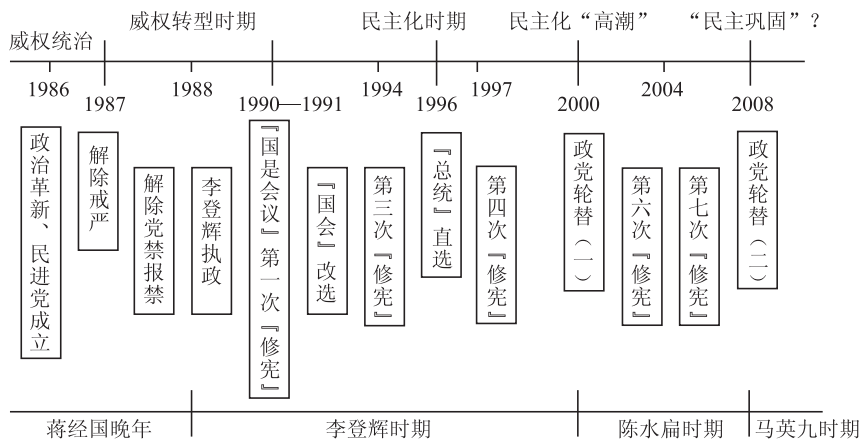 威权统治
威权转型时期
民主化时期
民主化“高潮”
“民主巩固”？
1986
1987
1988
1990—1991
1994
1996
1997
2000
2004
2008
政治革新、民进党成立
解除戒严
解除党禁报禁
李登辉执政
『国是会议』第一次『修宪』
『国会』改选
第三次『修宪』
『总统』直选
第四次『修宪』
政党轮替（一）
第六次『修宪』
第七次『修宪』
政党轮替（二）
蒋经国晚年
李登辉时期
陈水扁时期
马英九时期